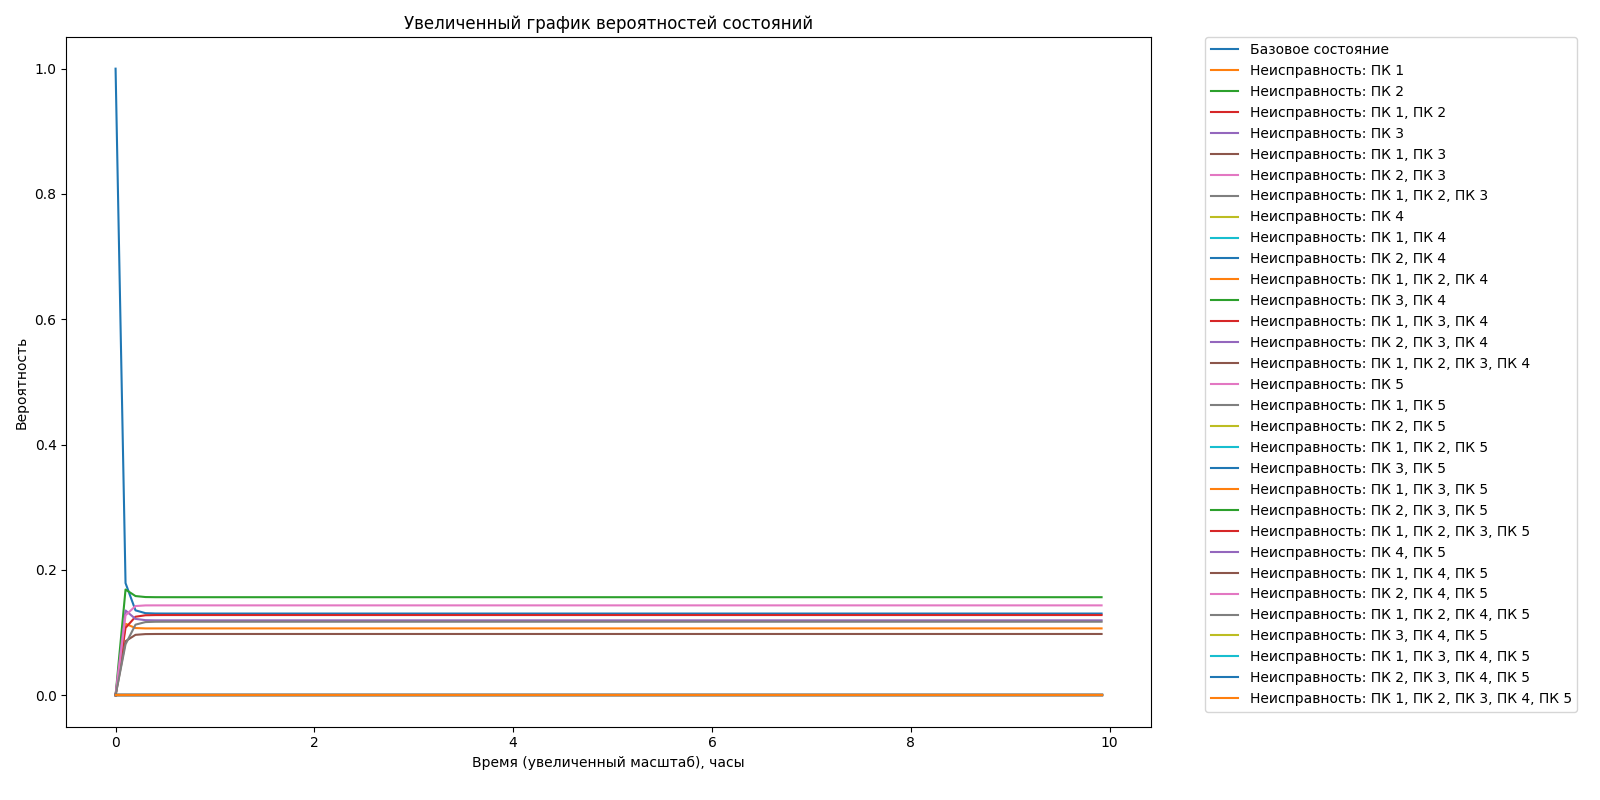 Увеличенный график вероятностей состояний
1.0
0.8
0.6
0.4
0.2
0.0
Вероятность
0
2
4
6
8
10
Время (увеличенный масштаб), часы
Базовое состояние
Неисправность: ПК 1
Неисправность: ПК 2
Неисправность: ПК 1, ПК 2
Неисправность: ПК 3
Неисправность: ПК 1, ПК 3
Неисправность: ПК 2, ПК 3
Неисправность: ПК 1, ПК 2, ПК 3
Неисправность: ПК 4
Неисправность: ПК 1, ПК 4
Неисправность: ПК 2, ПК 4
Неисправность: ПК 1, ПК 2, ПК 4
Неисправность: ПК 3, ПК 4
Неисправность: ПК 1, ПК 3, ПК 4
Неисправность: ПК 2, ПК 3, ПК 4
Неисправность: ПК 1, ПК 2, ПК 3, ПК 4
Неисправность: ПК 5
Неисправность: ПК 1, ПК 5
Неисправность: ПК 2, ПК 5
Неисправность: ПК 1, ПК 2, ПК 5
Неисправность: ПК 3, ПК 5
Неисправность: ПК 1, ПК 3, ПК 5
Неисправность: ПК 2, ПК 3, ПК 5
Неисправность: ПК 1, ПК 2, ПК 3, ПК 5
Неисправность: ПК 4, ПК 5
Неисправность: ПК 1, ПК 4, ПК 5
Неисправность: ПК 2, ПК 4, ПК 5
Неисправность: ПК 1, ПК 2, ПК 4, ПК 5
Неисправность: ПК 3, ПК 4, ПК 5
Неисправность: ПК 1, ПК 3, ПК 4, ПК 5
Неисправность: ПК 2, ПК 3, ПК 4, ПК 5
Неисправность: ПК 1, ПК 2, ПК 3, ПК 4, ПК 5